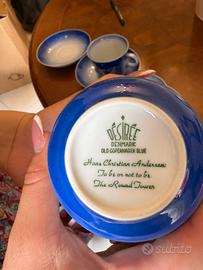 DÉSIRÉE
DENMARK
OLD COPENHAGEN BLUE
Hans Christian Andersen:
To be or not to be
The Round Tower
subito